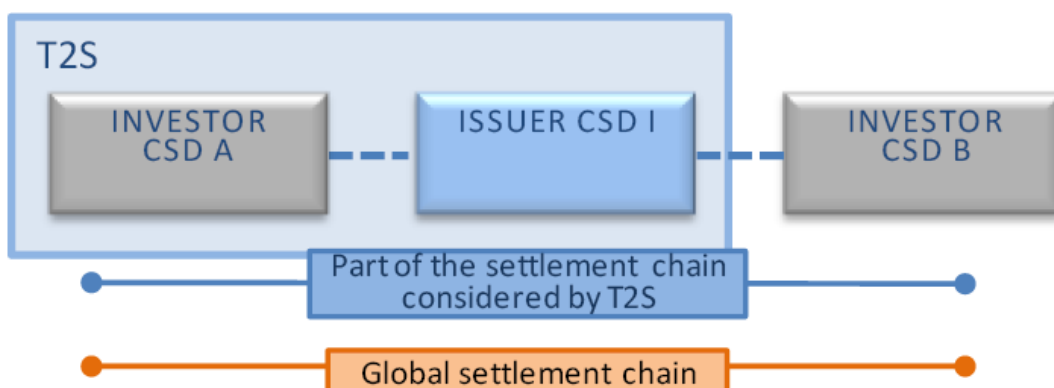 T2S
INVESTOR
CSD A
ISSUER CSD I
INVESTOR
CSD B
Part of the settlement chain
considered by T2S
Global settlement chain